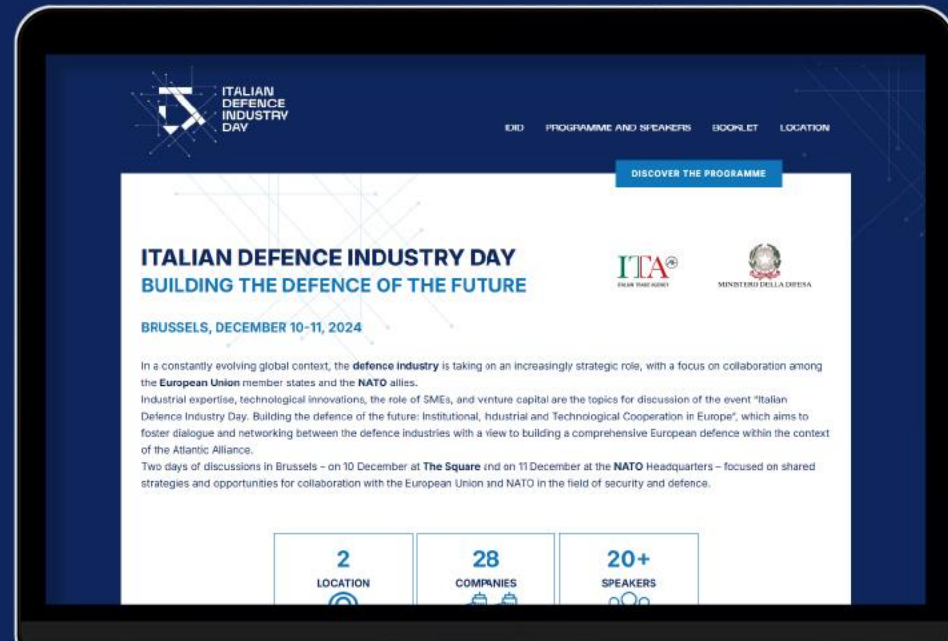 ITALIAN
DEFENCE
INDUSTRY
DAY
IDID PROGRAMME AND SPEAKERS BOOKLET LOCATION
DISCOVER THE PROGRAMME
ITALIAN DEFENCE INDUSTRY DAY
BUILDING THE DEFENCE OF THE FUTURE
ITA®
ITALIAN TRADE AGENCY
MINISTERO DELLA DIFESA
BRUSSELS, DECEMBER 10-11, 2024
In a constantly evolving global context, the defence industry is taking on an increasingly strategic role, with a focus on collaboration among
the European Union member states and the NATO allies.
Industrial expertise, technological innovations, the role of SMEs, and venture capital are the topics for discussion of the event “Italian
Defence Industry Day. Building the defence of the future: Institutional, Industrial and Technological Cooperation in Europe”, which aims to
foster dialogue and networking between the defence industries with a view to building a comprehensive European defence within the context
of the Atlantic Alliance.
Two days of discussions in Brussels – on 10 December at The Square and on 11 December at the NATO Headquarters – focused on shared
strategies and opportunities for collaboration with the European Union and NATO in the field of security and defence.
2 28 20+
LOCATION COMPANIES SPEAKERS